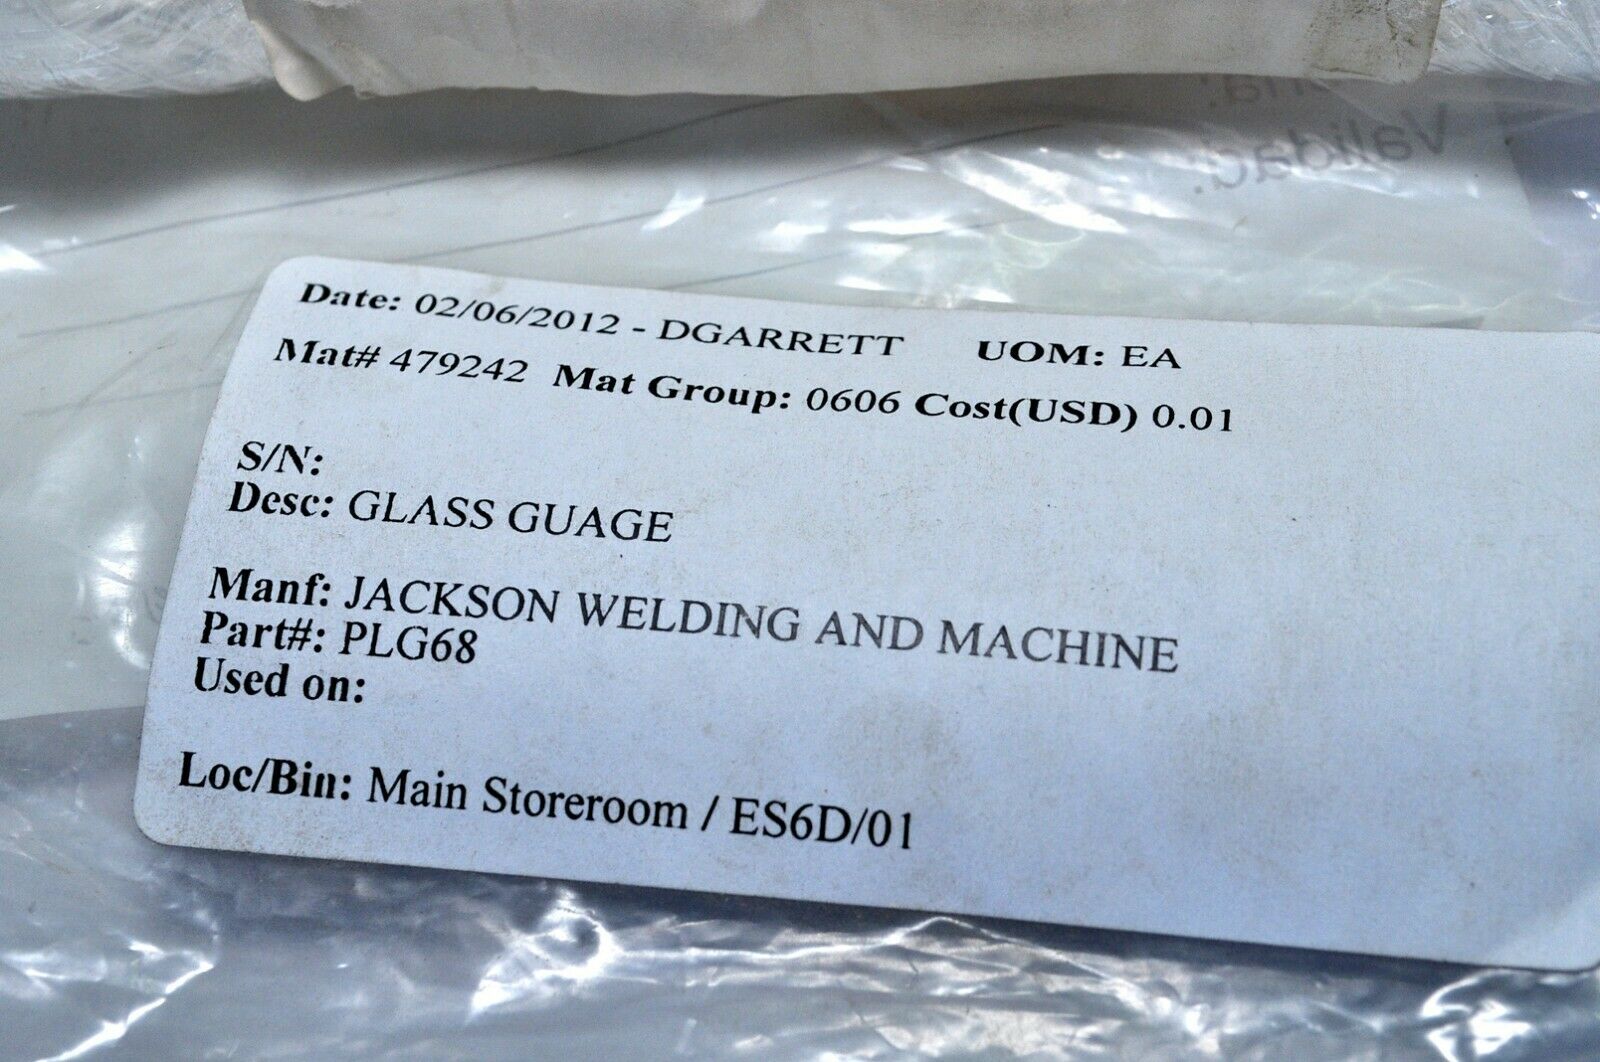 Validac:
Date: 02/06/2012 - DGARRETT UOM: EA
Mat# 479242 Mat Group: 0606 Cost(USD) 0.01
S/N:
Desc: GLASS GUAGE
Manf: JACKSON WELDING AND MACHINE
Part#: PLG68
Used on:
Loc/Bin: Main Storeroom / ES6D/01